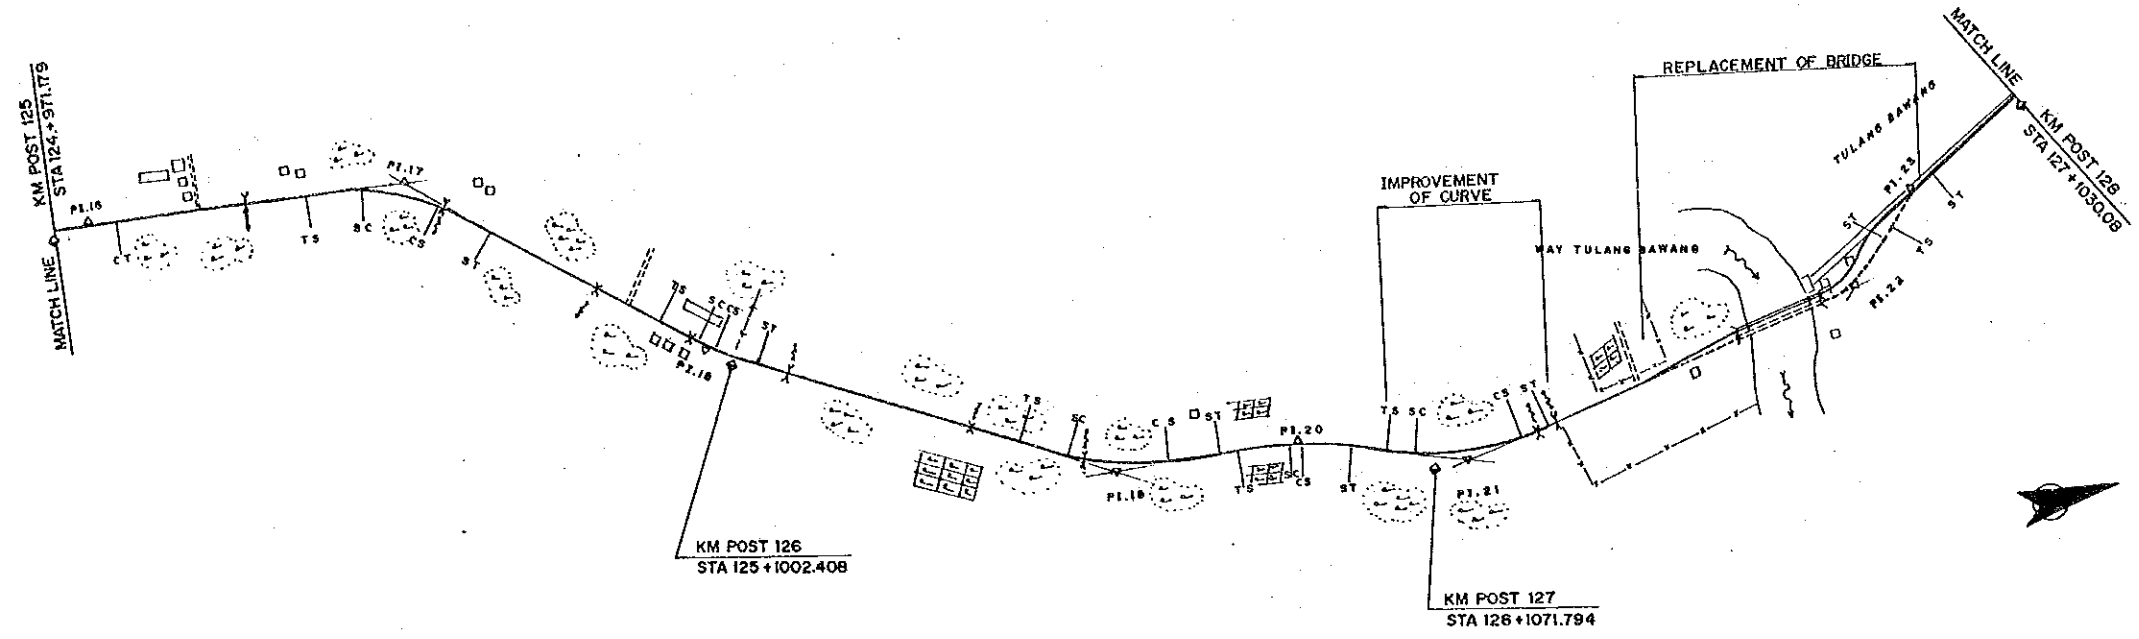 KM POST 125
STA 124+971.179
MATCH LINE
PI.16
CT
TS
SC
PI.17
CS
ST
TS
SC
CS
ST
PI.18
KM POST 126
STA 125+1002.408
TS
SC
PI.19
CS
ST
TS
SC
CS
PI.20
ST
IMPROVEMENT
OF CURVE
TS
SC
PI.21
CS
ST
KM POST 127
STA 126+1071.794
WAY TULANG BAWANG
REPLACEMENT OF BRIDGE
TULANG BAWANG
PI.22
ST
TS
PI.23
ST
MATCH LINE
KM POST 128
STA 127+1030.08